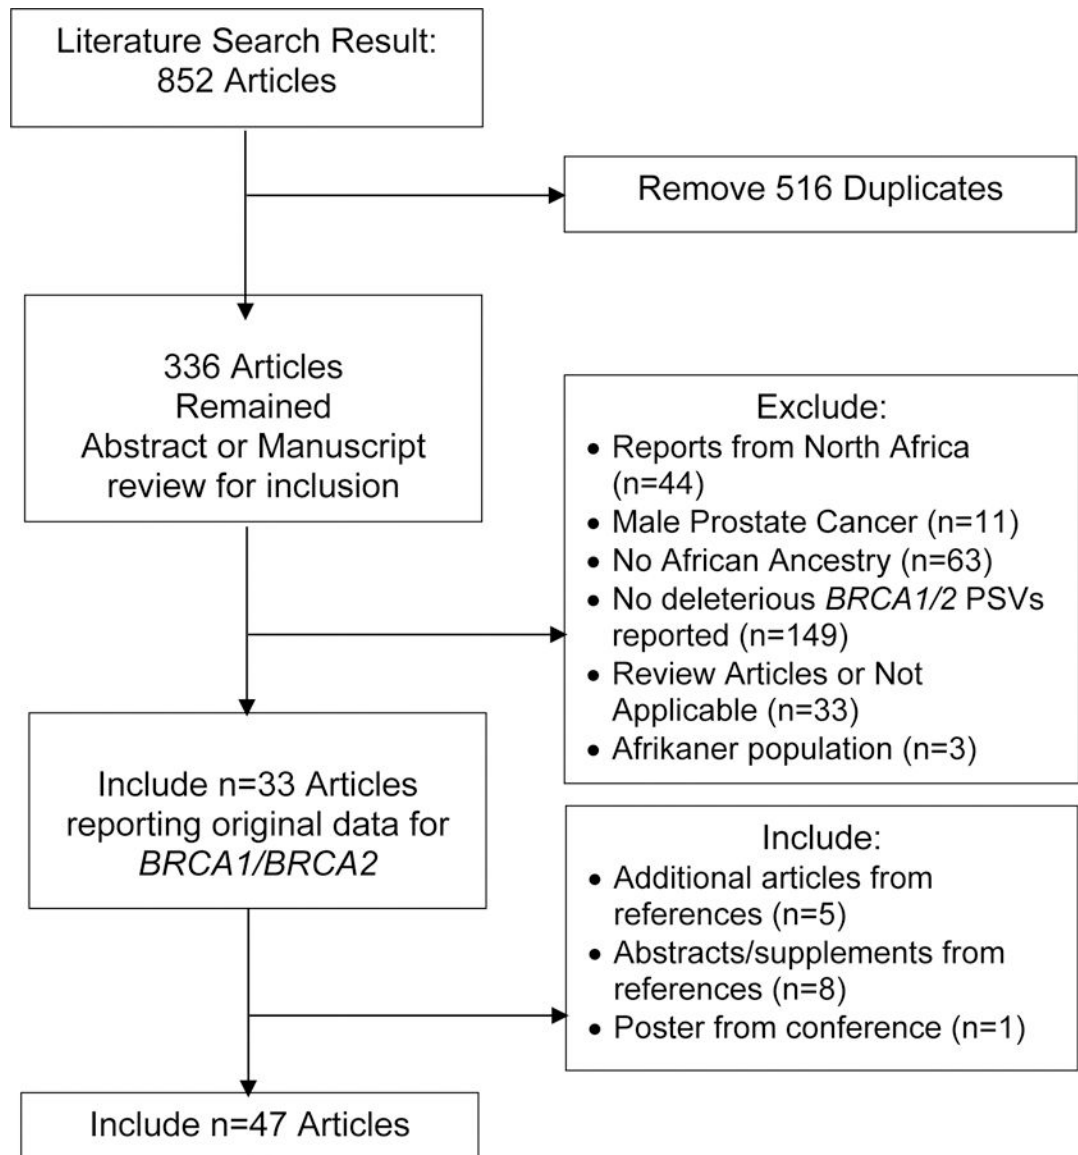 Literature Search Result:
852 Articles
Remove 516 Duplicates
336 Articles
Remained
Abstract or Manuscript
review for inclusion
Exclude:
• Reports from North Africa
(n=44)
• Male Prostate Cancer (n=11)
• No African Ancestry (n=63)
• No deleterious BRCA1/2 PSVs
reported (n=149)
• Review Articles or Not
Applicable (n=33)
• Afrikaner population (n=3)
Include n=33 Articles
reporting original data for
BRCA1/BRCA2
Include:
• Additional articles from
references (n=5)
• Abstracts/supplements from
references (n=8)
• Poster from conference (n=1)
Include n=47 Articles